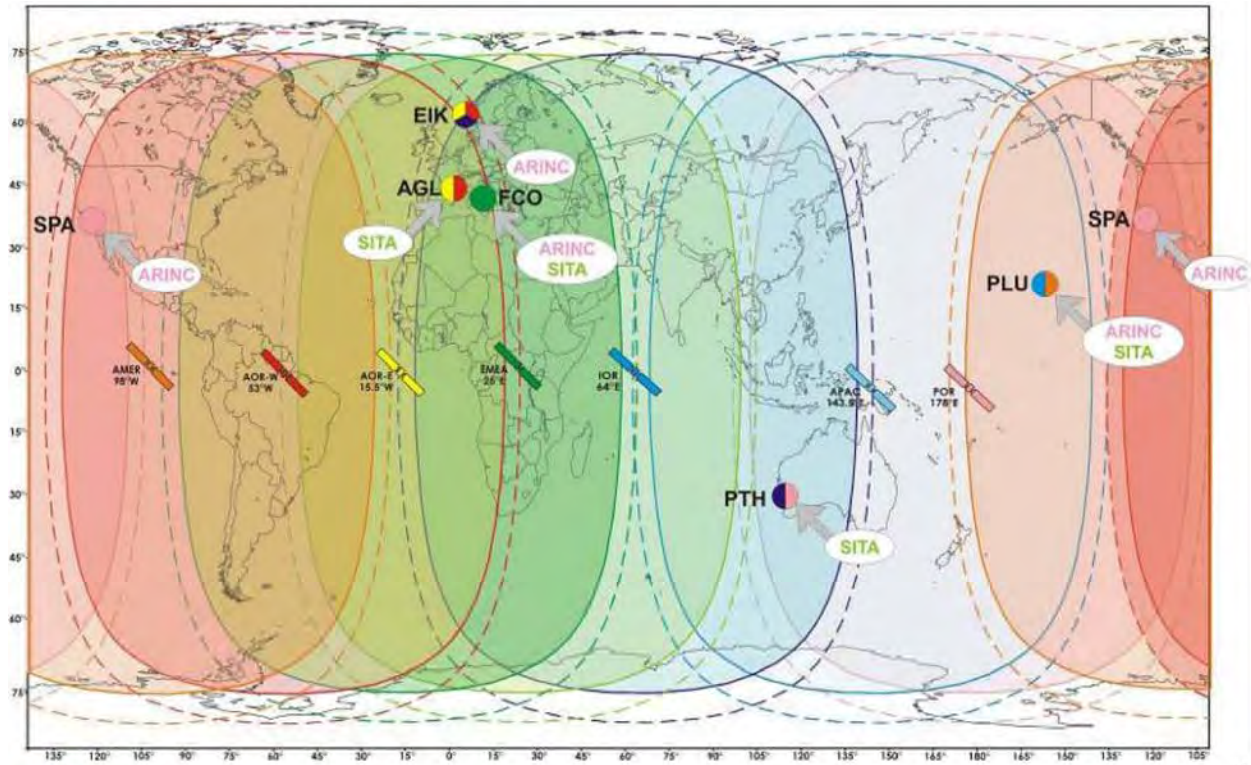 75°
60°
45°
30°
15°
0°
15°
30°
45°
60°
75°
EIK
ARINC
AGL
FCO
SITA
ARINC
SITA
SPA
ARINC
SPA
ARINC
PLU
ARINC
SITA
AMER
98°W
AOR-W
53°W
AOR-E
15.5°W
EMEA
25°E
IOR
64°E
APAC
143.5°E
POR
178°E
PTH
SITA
135° 120° 105° 90° 75° 60° 45° 30° 15° 0° 15° 30° 45° 60° 75° 90° 105° 120° 135° 150° 165° 180° 165° 150° 135° 120° 105°